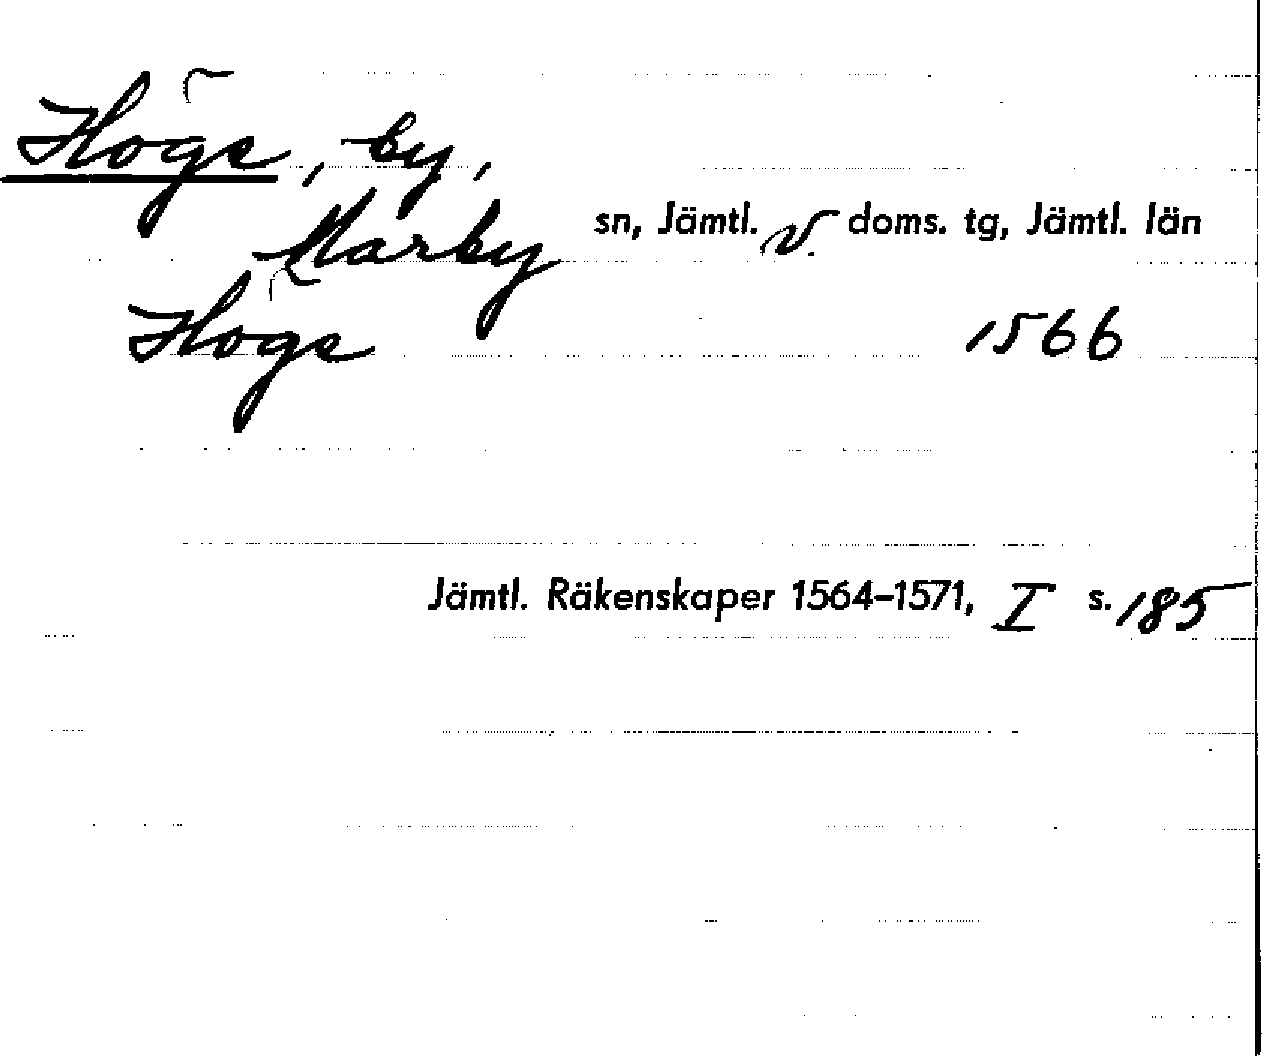 Höge, by,
Marby sn, Jämtl. v. doms. tg, Jämtl. län
Höge 1566
Jämtl. Räkenskaper 1564–1571, I s. 185